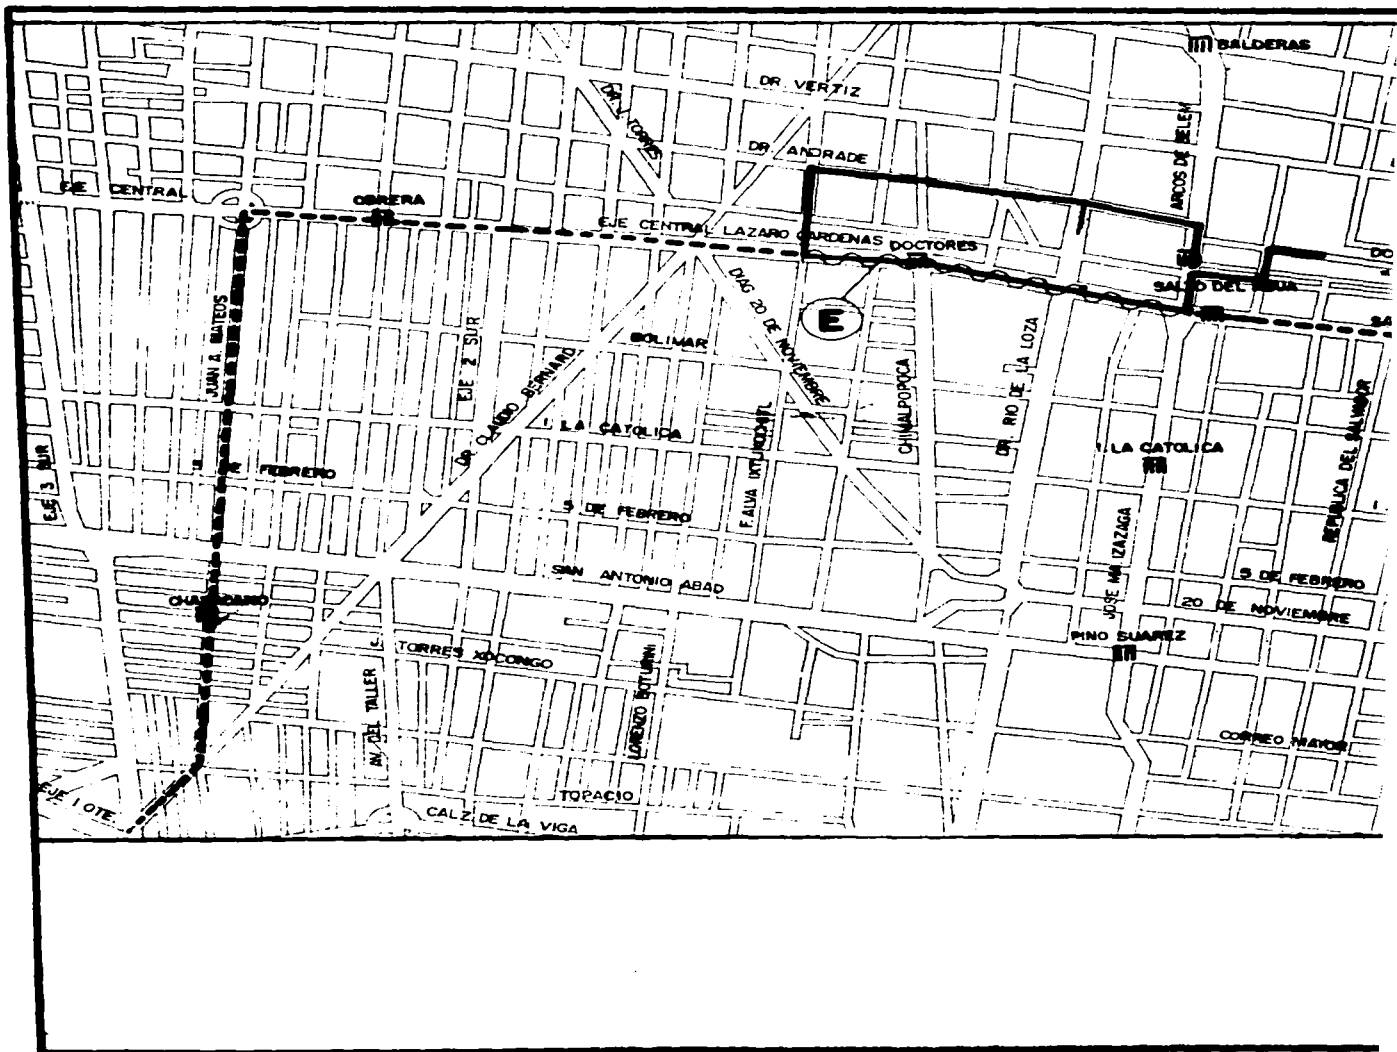 BALDERAS
DR. VERTIZ
DR. J. TORRES
DR. ANDRADE
ARCOS DE BELEM
EJE CENTRAL
OBRERA
EJE CENTRAL LAZARO CARDENAS
DOCTORES
DO
SALTO DEL AGUA
DIAG 20 DE NOVIEMBRE
E
JUAN A. MATEOS
EJE 2 SUR
BOLIMAR
DR. CLAUDIO BERNARD
CHIMALPOPOCA
DR. RIO DE LA LOZA
REPUBLICA DEL SALVADOR
I. LA CATOLICA
I. LA CATOLICA
EJE 3 SUR
FEBRERO
5 DE FEBRERO
F. ALVA IXTLIXOCHITL
JOSE MA IZAZAGA
SAN ANTONIO ABAD
5 DE FEBRERO
20 DE NOVIEMBRE
PINO SUAREZ
C. TORRES XOCONGO
AV. DEL TALLER
LORENZO BOTURINI
CORREO MAYOR
EJE 1 OTE.
TOPACIO
CALZ DE LA VIGA